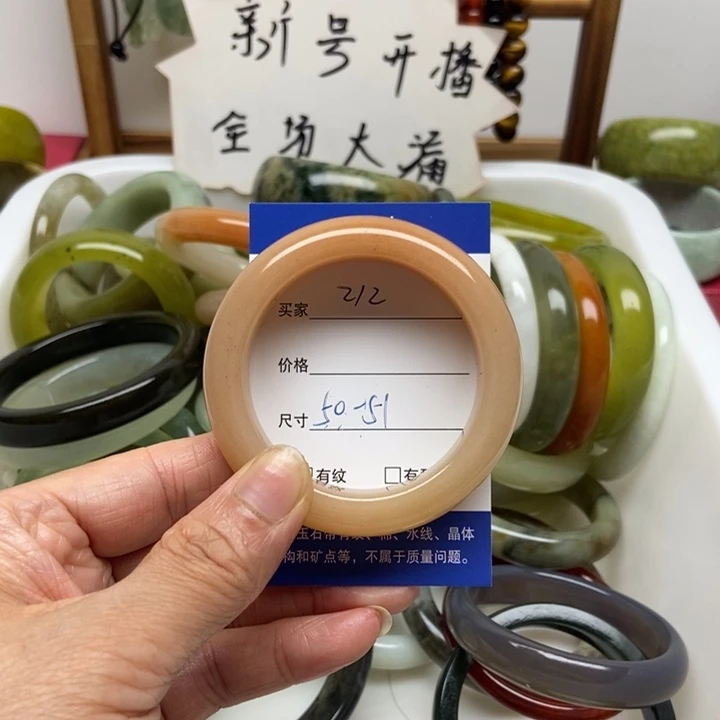 新号开播
全场大漏
买家 212
价格
尺寸 50.-51
有纹 □有
玉石带有、棉、水线、晶体
构和矿点等，不属于质量问题。